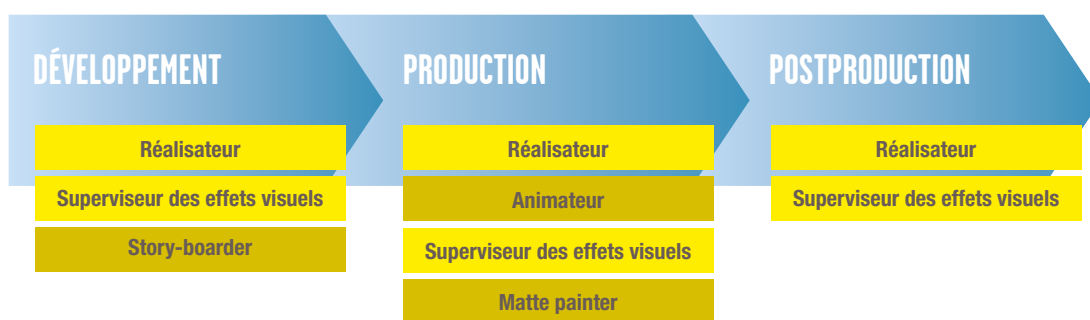 DÉVELOPPEMENT
Réalisateur
Superviseur des effets visuels
Story-boarder
PRODUCTION
Réalisateur
Animateur
Superviseur des effets visuels
Matte painter
POSTPRODUCTION
Réalisateur
Superviseur des effets visuels